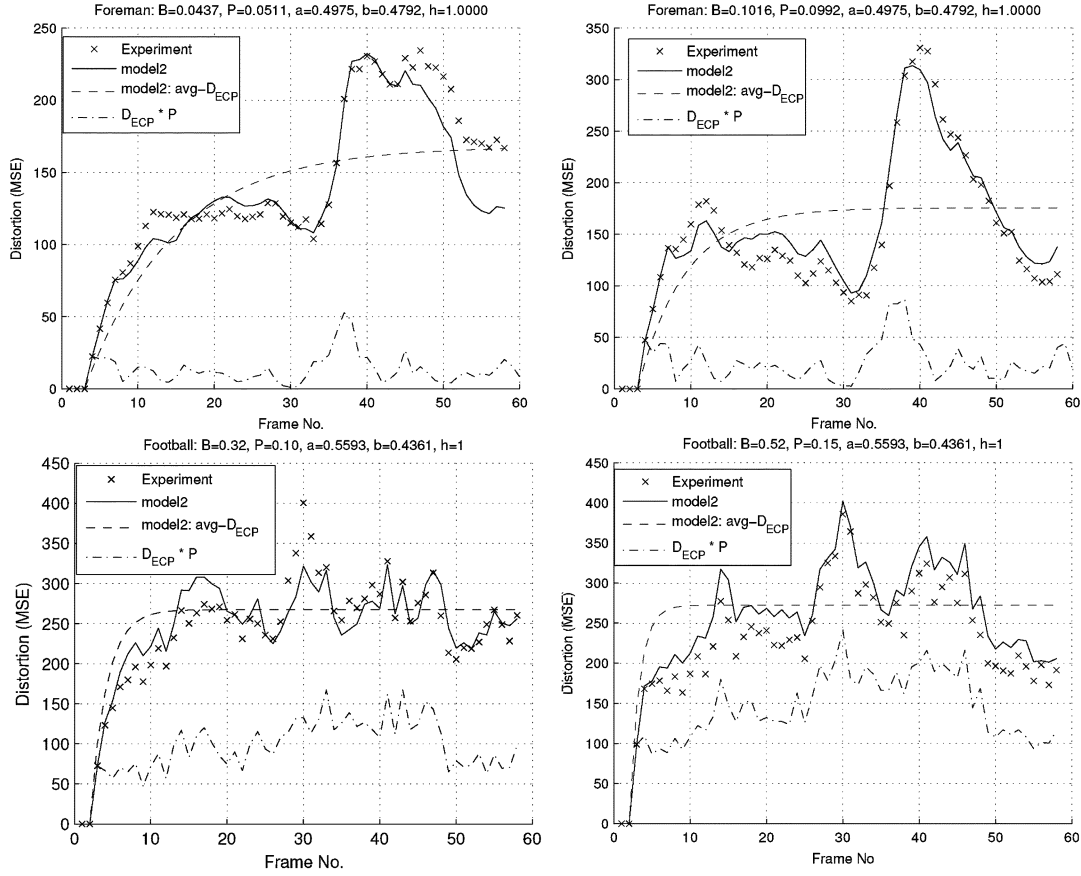 Foreman: B=0.0437, P=0.0511, a=0.4975, b=0.4792, h=1.0000
250
200
150
100
50
0
Distortion (MSE)
Experiment
model2
model2: avg-D_ECP
D_ECP * P
0 10 20 30 40 50 60
Frame No.
Foreman: B=0.1016, P=0.0992, a=0.4975, b=0.4792, h=1.0000
350
300
250
200
150
100
50
0
Distortion (MSE)
Experiment
model2
model2: avg-D_ECP
D_ECP * P
0 10 20 30 40 50 60
Frame No.
Football: B=0.32, P=0.10, a=0.5593, b=0.4361, h=1
450
400
350
300
250
200
150
100
50
0
Distortion (MSE)
Experiment
model2
model2: avg-D_ECP
D_ECP * P
0 10 20 30 40 50 60
Frame No.
Football: B=0.52, P=0.15, a=0.5593, b=0.4361, h=1
450
400
350
300
250
200
150
100
50
0
Distortion (MSE)
Experiment
model2
model2: avg-D_ECP
D_ECP * P
0 10 20 30 40 50 60
Frame No